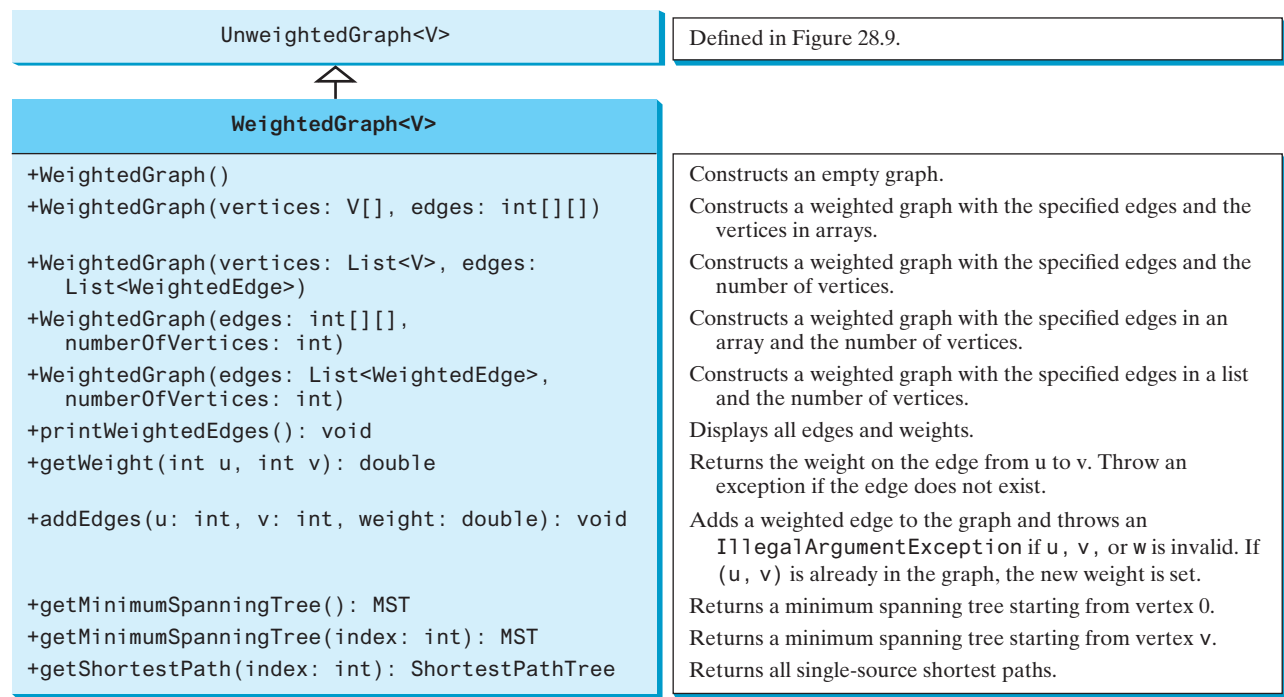 UnweightedGraph<V>
Defined in Figure 28.9.
WeightedGraph<V>
+WeightedGraph()
Constructs an empty graph.
+WeightedGraph(vertices: V[], edges: int[][])
Constructs a weighted graph with the specified edges and the
vertices in arrays.
+WeightedGraph(vertices: List<V>, edges:
List<WeightedEdge>)
Constructs a weighted graph with the specified edges and the
number of vertices.
+WeightedGraph(edges: int[][],
numberOfVertices: int)
Constructs a weighted graph with the specified edges in an
array and the number of vertices.
+WeightedGraph(edges: List<WeightedEdge>,
numberOfVertices: int)
Constructs a weighted graph with the specified edges in a list
and the number of vertices.
+printWeightedEdges(): void
Displays all edges and weights.
+getWeight(int u, int v): double
Returns the weight on the edge from u to v. Throw an
exception if the edge does not exist.
+addEdges(u: int, v: int, weight: double): void
Adds a weighted edge to the graph and throws an
IllegalArgumentException if u, v, or w is invalid. If
(u, v) is already in the graph, the new weight is set.
+getMinimumSpanningTree(): MST
Returns a minimum spanning tree starting from vertex 0.
+getMinimumSpanningTree(index: int): MST
Returns a minimum spanning tree starting from vertex v.
+getShortestPath(index: int): ShortestPathTree
Returns all single-source shortest paths.